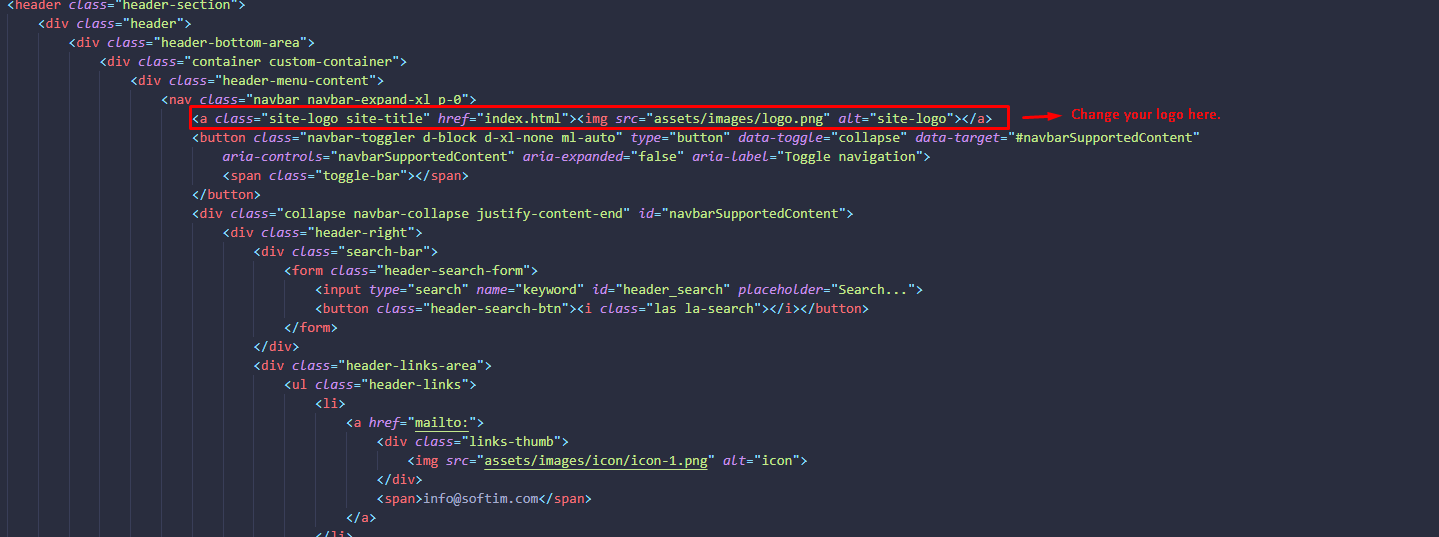 <header class="header-section">
<div class="header">
<div class="header-bottom-area">
<div class="container custom-container">
<div class="header-menu-content">
<nav class="navbar navbar-expand-xl p-0">
<a class="site-logo site-title" href="index.html"><img src="assets/images/logo.png" alt="site-logo"></a>
Change your logo here.
<button class="navbar-toggler d-block d-xl-none ml-auto" type="button" data-toggle="collapse" data-target="#navbarSupportedContent"
aria-controls="navbarSupportedContent" aria-expanded="false" aria-label="Toggle navigation">
<span class="toggle-bar"></span>
</button>
<div class="collapse navbar-collapse justify-content-end" id="navbarSupportedContent">
<div class="header-right">
<div class="search-bar">
<form class="header-search-form">
<input type="search" name="keyword" id="header_search" placeholder="Search...">
<button class="header-search-btn"><i class="las la-search"></i></button>
</form>
</div>
<div class="header-links-area">
<ul class="header-links">
<li>
<a href="mailto:">
<div class="links-thumb">
<img src="assets/images/icon/icon-1.png" alt="icon">
</div>
<span>info@softim.com</span>
</a>
</li>